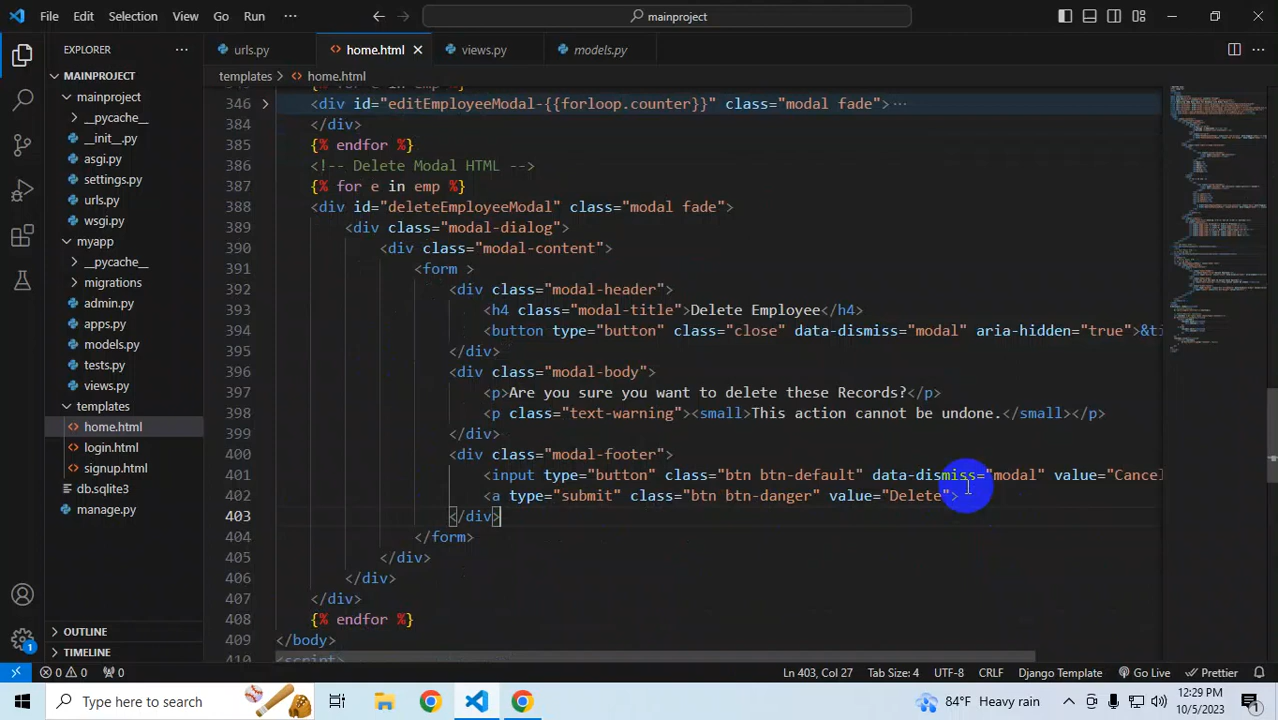 File Edit Selection View Go Run ··· mainproject
EXPLORER ··· urls.py home.html views.py models.py ···
MAINPROJECT
templates > home.html
mainproject
__pycache__
__init__.py
asgi.py
settings.py
urls.py
wsgi.py
myapp
__pycache__
migrations
admin.py
apps.py
models.py
tests.py
views.py
templates
home.html
login.html
signup.html
db.sqlite3
manage.py
OUTLINE
TIMELINE
346 <div id="editEmployeeModal-{{forloop.counter}}" class="modal fade">···
384 </div>
385 {% endfor %}
386 <!-- Delete Modal HTML -->
387 {% for e in emp %}
388 <div id="deleteEmployeeModal" class="modal fade">
389 <div class="modal-dialog">
390 <div class="modal-content">
391 <form >
392 <div class="modal-header">
393 <h4 class="modal-title">Delete Employee</h4>
394 <button type="button" class="close" data-dismiss="modal" aria-hidden="true">&ti
395 </div>
396 <div class="modal-body">
397 <p>Are you sure you want to delete these Records?</p>
398 <p class="text-warning"><small>This action cannot be undone.</small></p>
399 </div>
400 <div class="modal-footer">
401 <input type="button" class="btn btn-default" data-dismiss="modal" value="Cancel
402 <a type="submit" class="btn btn-danger" value="Delete">
403 </div>
404 </form>
405 </div>
406 </div>
407 </div>
408 {% endfor %}
409 </body>
410 <script>
0 0 0 Ln 403, Col 27 Tab Size: 4 UTF-8 CRLF Django Template Go Live Prettier
Type here to search 84°F Heavy rain 12:29 PM
10/5/2023